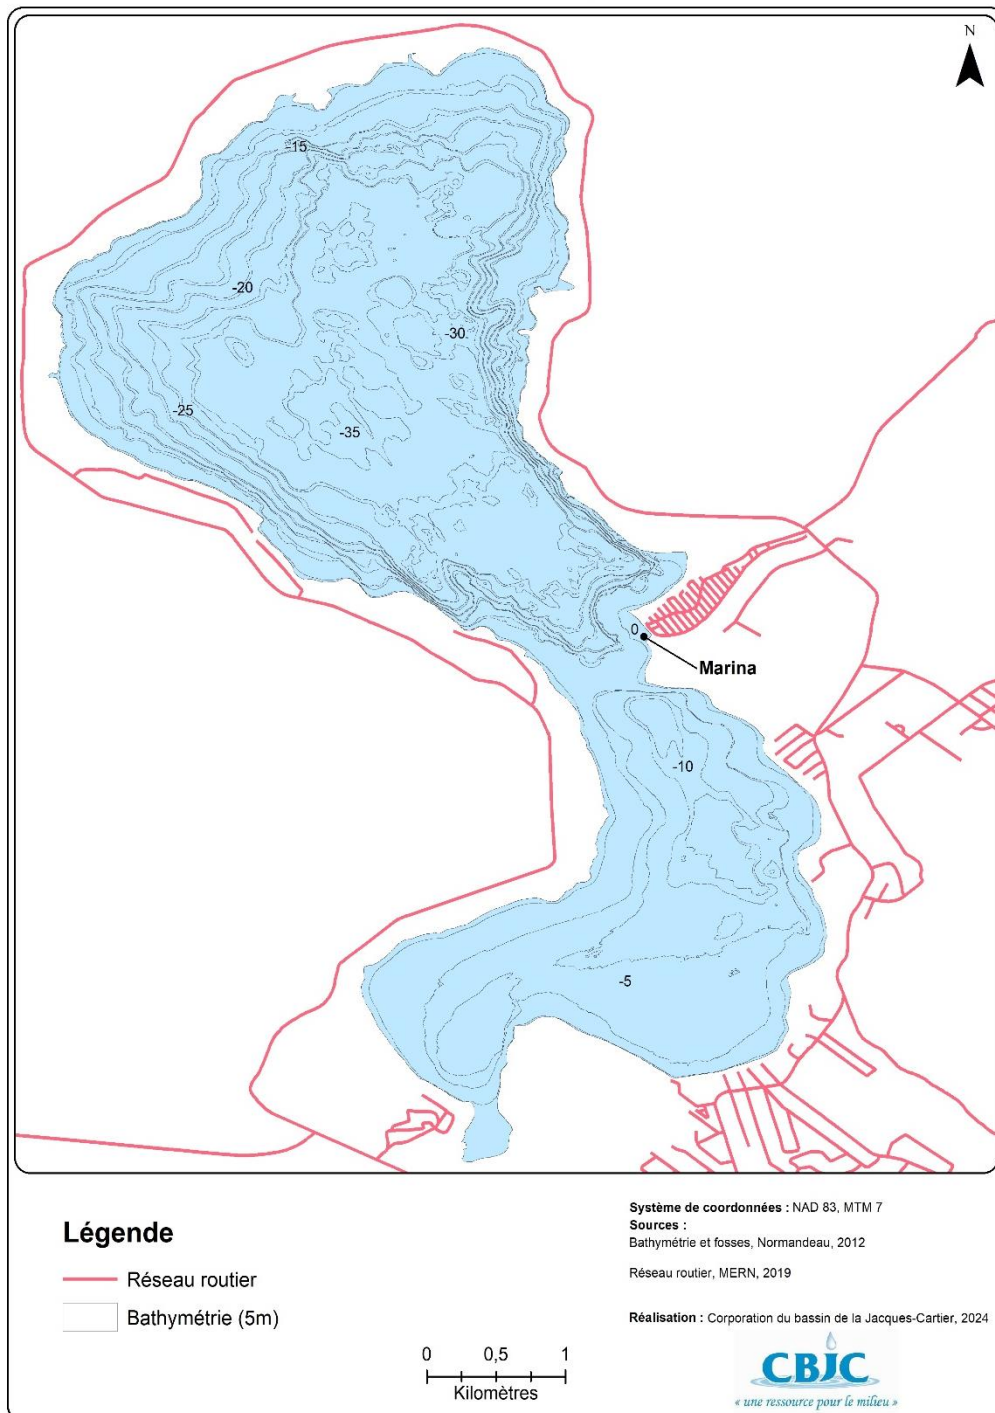 N
-15
-20
-30
-25
-35
0
Marina
-10
-5
Légende
Réseau routier
Bathymétrie (5m)
0 0,5 1
Kilomètres
Système de coordonnées : NAD 83, MTM 7
Sources :
Bathymétrie et fosses, Normandeau, 2012
Réseau routier, MERN, 2019
Réalisation : Corporation du bassin de la Jacques-Cartier, 2024
CBJC
« une ressource pour le milieu »